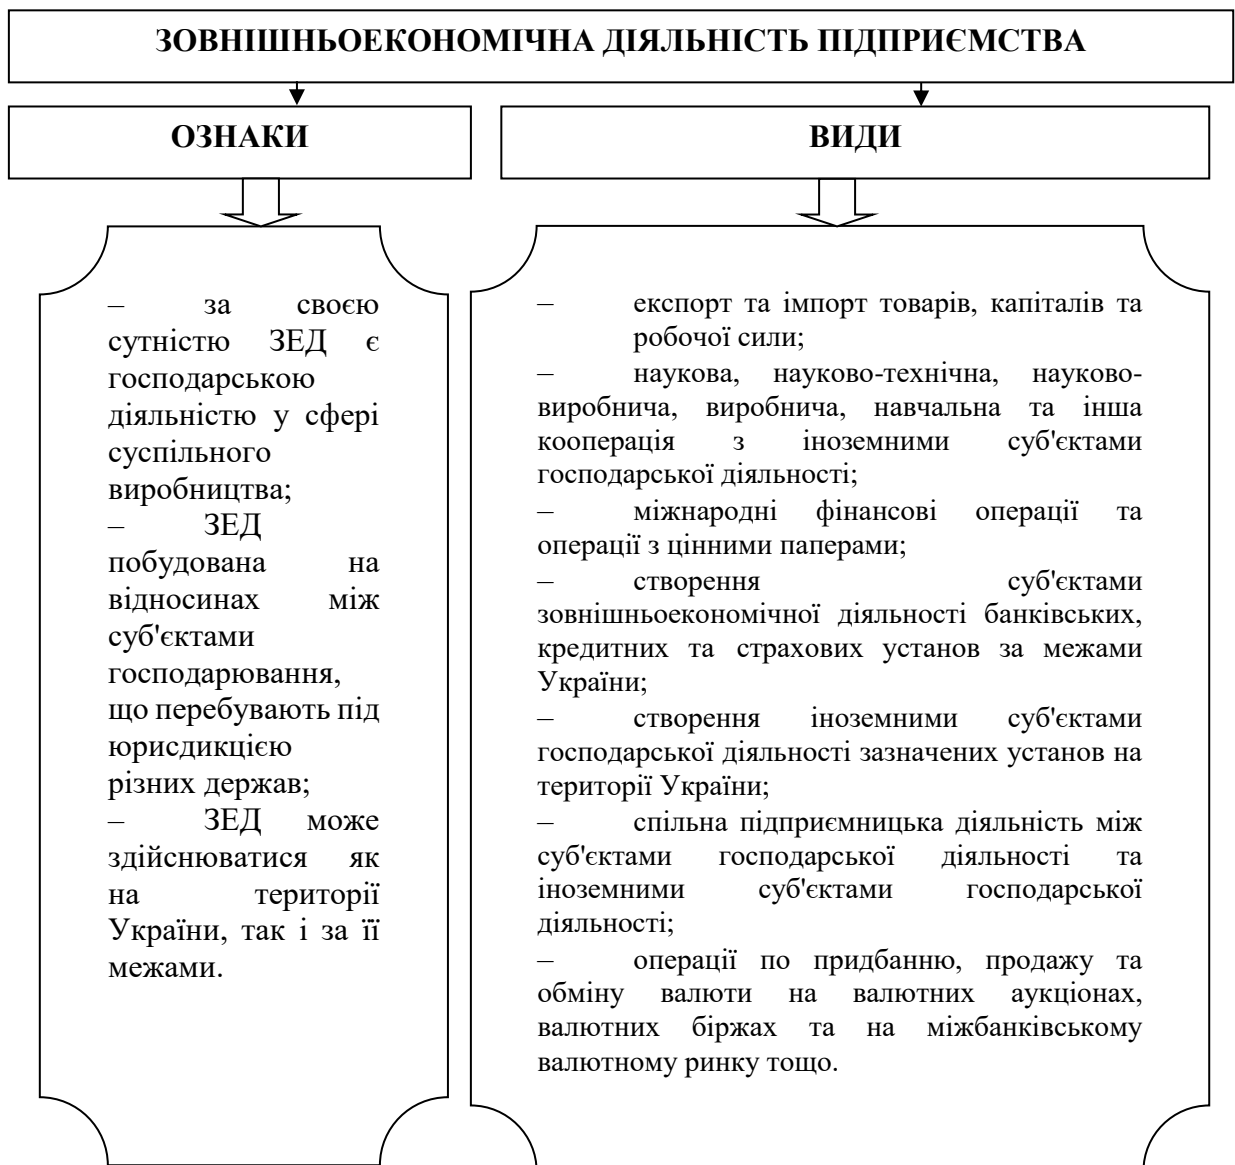 ЗОВНІШНЬОЕКОНОМІЧНА ДІЯЛЬНІСТЬ ПІДПРИЄМСТВА
ОЗНАКИ
– за своєю
сутністю ЗЕД є
господарською
діяльністю у сфері
суспільного
виробництва;
– ЗЕД
побудована на
відносинах між
суб'єктами
господарювання,
що перебувають під
юрисдикцією
різних держав;
– ЗЕД може
здійснюватися як
на території
України, так і за її
межами.
ВИДИ
– експорт та імпорт товарів, капіталів та
робочої сили;
– наукова, науково-технічна, науково-
виробнича, виробнича, навчальна та інша
кооперація з іноземними суб'єктами
господарської діяльності;
– міжнародні фінансові операції та
операції з цінними паперами;
– створення суб'єктами
зовнішньоекономічної діяльності банківських,
кредитних та страхових установ за межами
України;
– створення іноземними суб'єктами
господарської діяльності зазначених установ на
території України;
– спільна підприємницька діяльність між
суб'єктами господарської діяльності та
іноземними суб'єктами господарської
діяльності;
– операції по придбанню, продажу та
обміну валюти на валютних аукціонах,
валютних біржах та на міжбанківському
валютному ринку тощо.